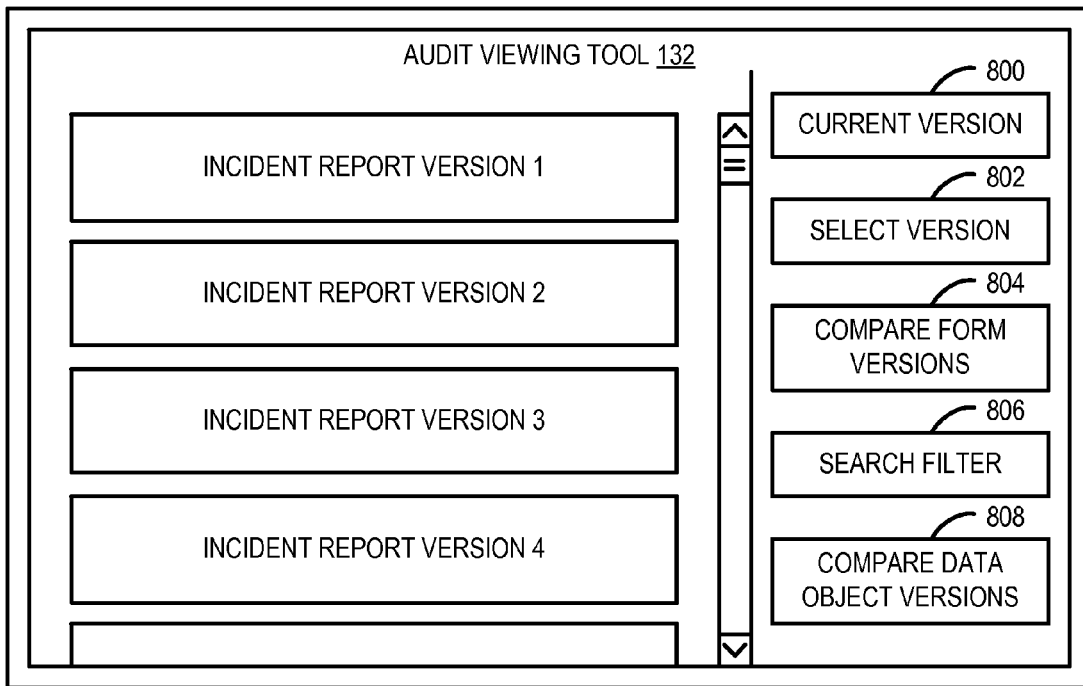 AUDIT VIEWING TOOL 132
INCIDENT REPORT VERSION 1
INCIDENT REPORT VERSION 2
INCIDENT REPORT VERSION 3
INCIDENT REPORT VERSION 4
800
CURRENT VERSION
802
SELECT VERSION
804
COMPARE FORM
VERSIONS
806
SEARCH FILTER
808
COMPARE DATA
OBJECT VERSIONS